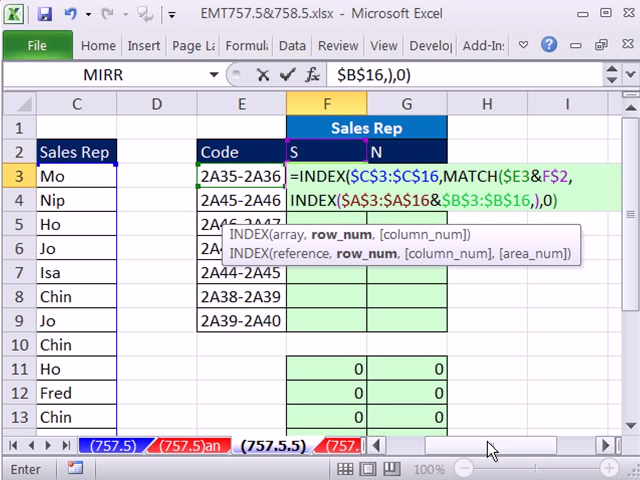 EMT757.5&758.5.xlsx - Microsoft Excel
File Home Insert Page La Formula Data Review View Develo Add-In:
MIRR fx $B$16,),0)
C D E F G H I
1 Sales Rep
2 Sales Rep Code S N
3 Mo 2A35-2A36 =INDEX($C$3:$C$16,MATCH($E3&F$2,
4 Nip 2A45-2A46 INDEX($A$3:$A$16&$B$3:$B$16,),0)
5 Ho 2A46-2A47 INDEX(array, row_num, [column_num])
6 Jo INDEX(reference, row_num, [column_num], [area_num])
7 Isa 2A44-2A45
8 Chin 2A38-2A39
9 Jo 2A39-2A40
10 Chin
11 Ho 0 0
12 Fred 0 0
13 Chin 0 0
(757.5) (757.5)an (757.5.5) (757.
Enter 100%